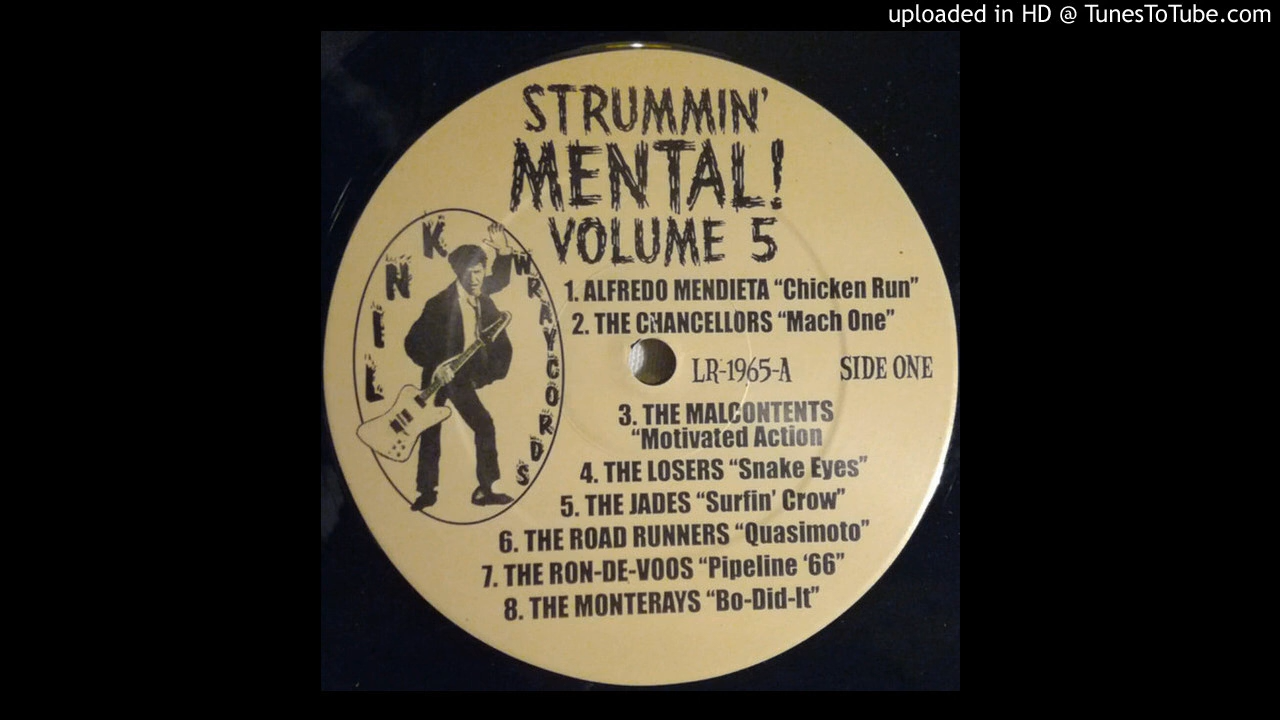 uploaded in HD @ TunesToTube.com
STRUMMIN'
MENTAL!
VOLUME 5
LINK
WRAYCORDS
1. ALFREDO MENDIETA “Chicken Run”
2. THE CHANCELLORS “Mach One”
LR-1965-A SIDE ONE
3. THE MALCONTENTS
“Motivated Action
4. THE LOSERS “Snake Eyes”
5. THE JADES “Surfin’ Crow”
6. THE ROAD RUNNERS “Quasimoto”
7. THE RON-DE-VOOS “Pipeline ‘66”
8. THE MONTERAYS “Bo-Did-It”